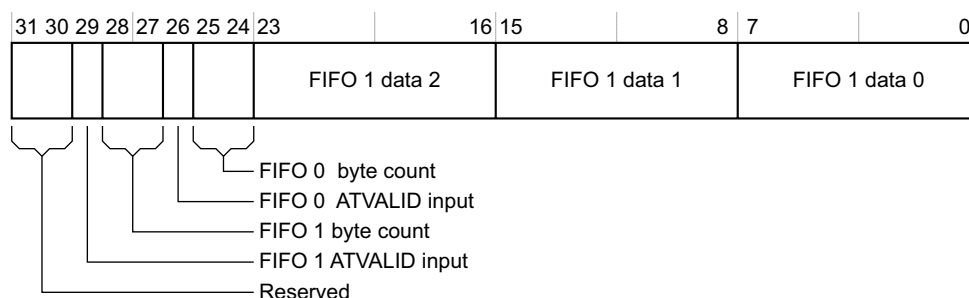 31 30 29 28 27 26 25 24 23 16 15 8 7 0
FIFO 1 data 2 FIFO 1 data 1 FIFO 1 data 0
FIFO 0 byte count
FIFO 0 ATVALID input
FIFO 1 byte count
FIFO 1 ATVALID input
Reserved